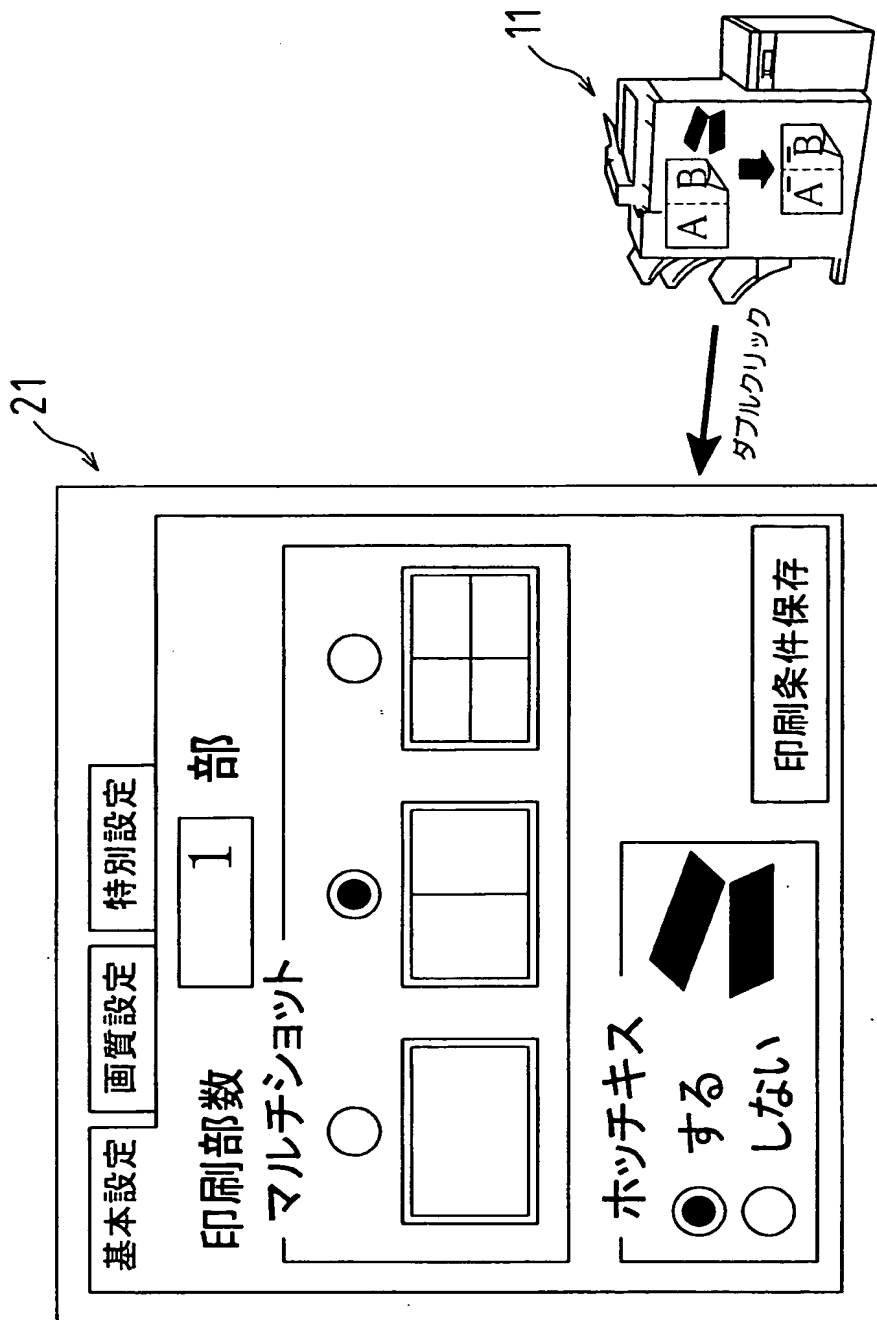 21
基本設定
画質設定
特別設定
印刷部数 1 部
マルチショット
ホッチキス
する
しない
印刷条件保存
ダブルクリック
11
A B
A B